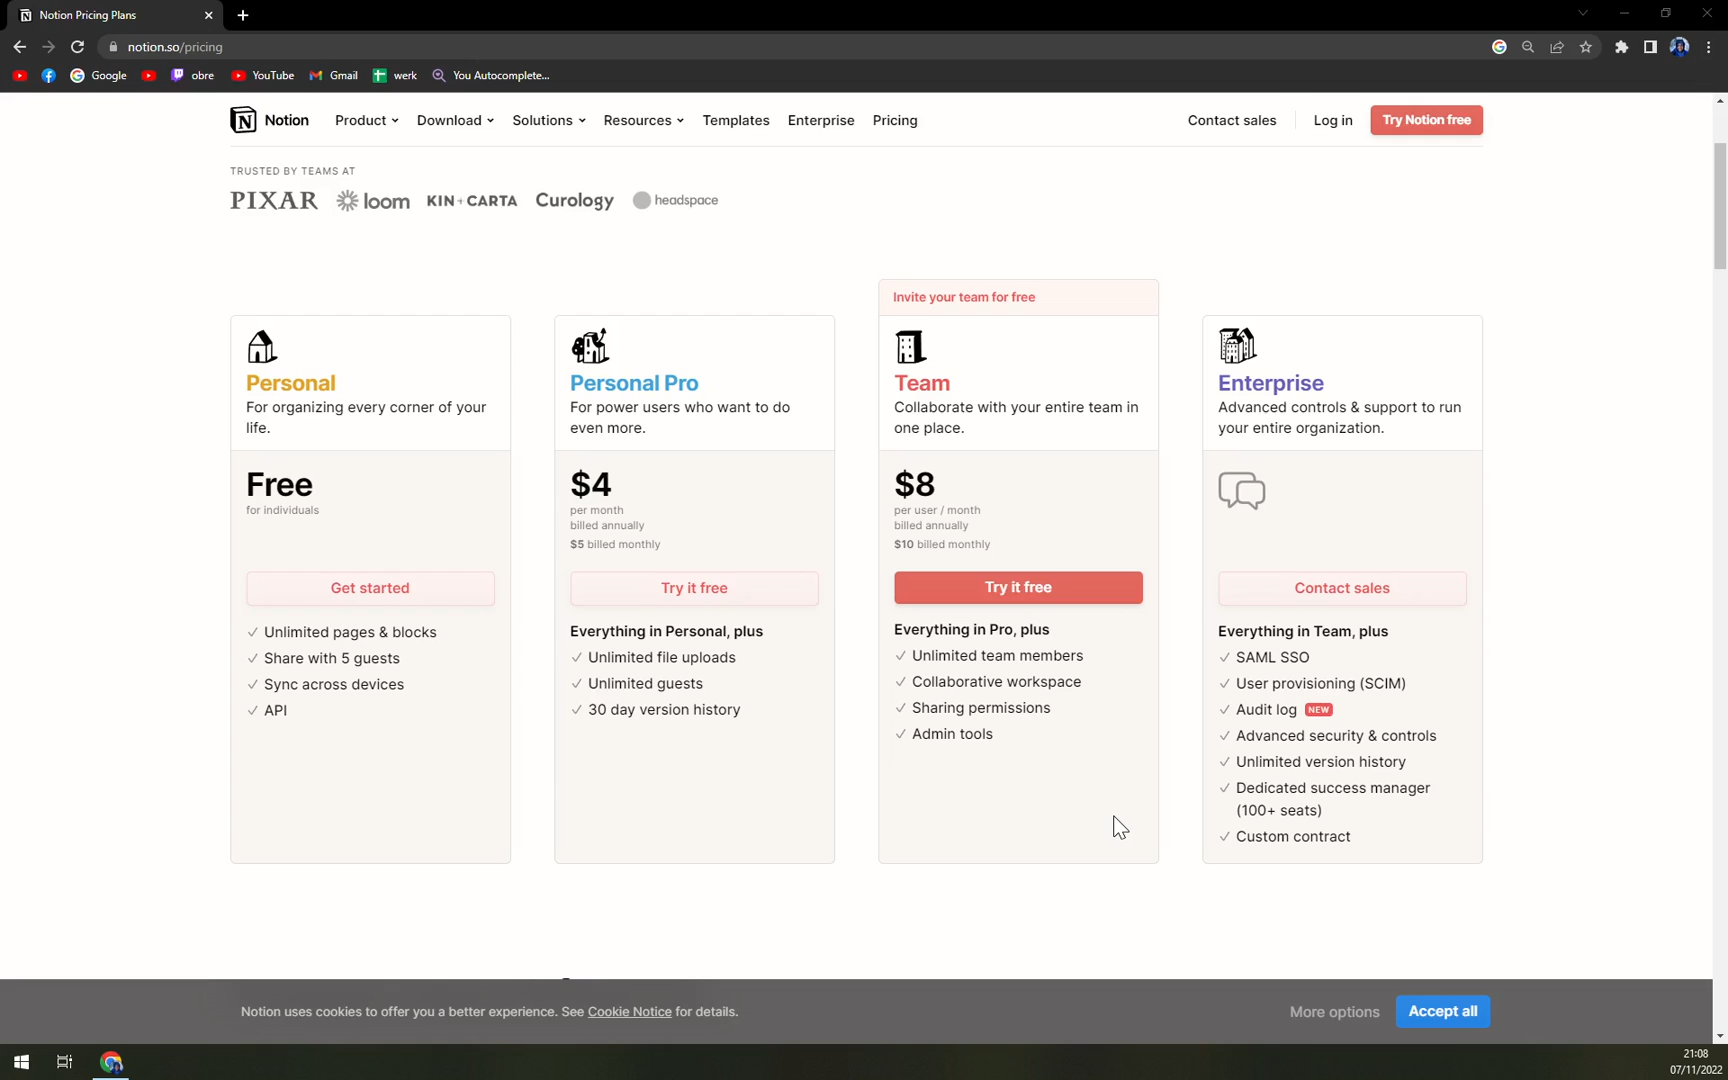 Notion Pricing Plans
notion.so/pricing
Google
obre
YouTube
Gmail
werk
You Autocomplete...
Notion
Product
Download
Solutions
Resources
Templates
Enterprise
Pricing
Contact sales
Log in
Try Notion free
TRUSTED BY TEAMS AT
PIXAR
loom
KIN+CARTA
Curology
headspace
Personal
For organizing every corner of your
life.
Free
for individuals
Get started
Unlimited pages & blocks
Share with 5 guests
Sync across devices
API
Personal Pro
For power users who want to do
even more.
$4
per month
billed annually
$5 billed monthly
Try it free
Everything in Personal, plus
Unlimited file uploads
Unlimited guests
30 day version history
Invite your team for free
Team
Collaborate with your entire team in
one place.
$8
per user / month
billed annually
$10 billed monthly
Try it free
Everything in Pro, plus
Unlimited team members
Collaborative workspace
Sharing permissions
Admin tools
Enterprise
Advanced controls & support to run
your entire organization.
Contact sales
Everything in Team, plus
SAML SSO
User provisioning (SCIM)
Audit log NEW
Advanced security & controls
Unlimited version history
Dedicated success manager
(100+ seats)
Custom contract
Notion uses cookies to offer you a better experience. See Cookie Notice for details.
More options
Accept all
21:08
07/11/2022